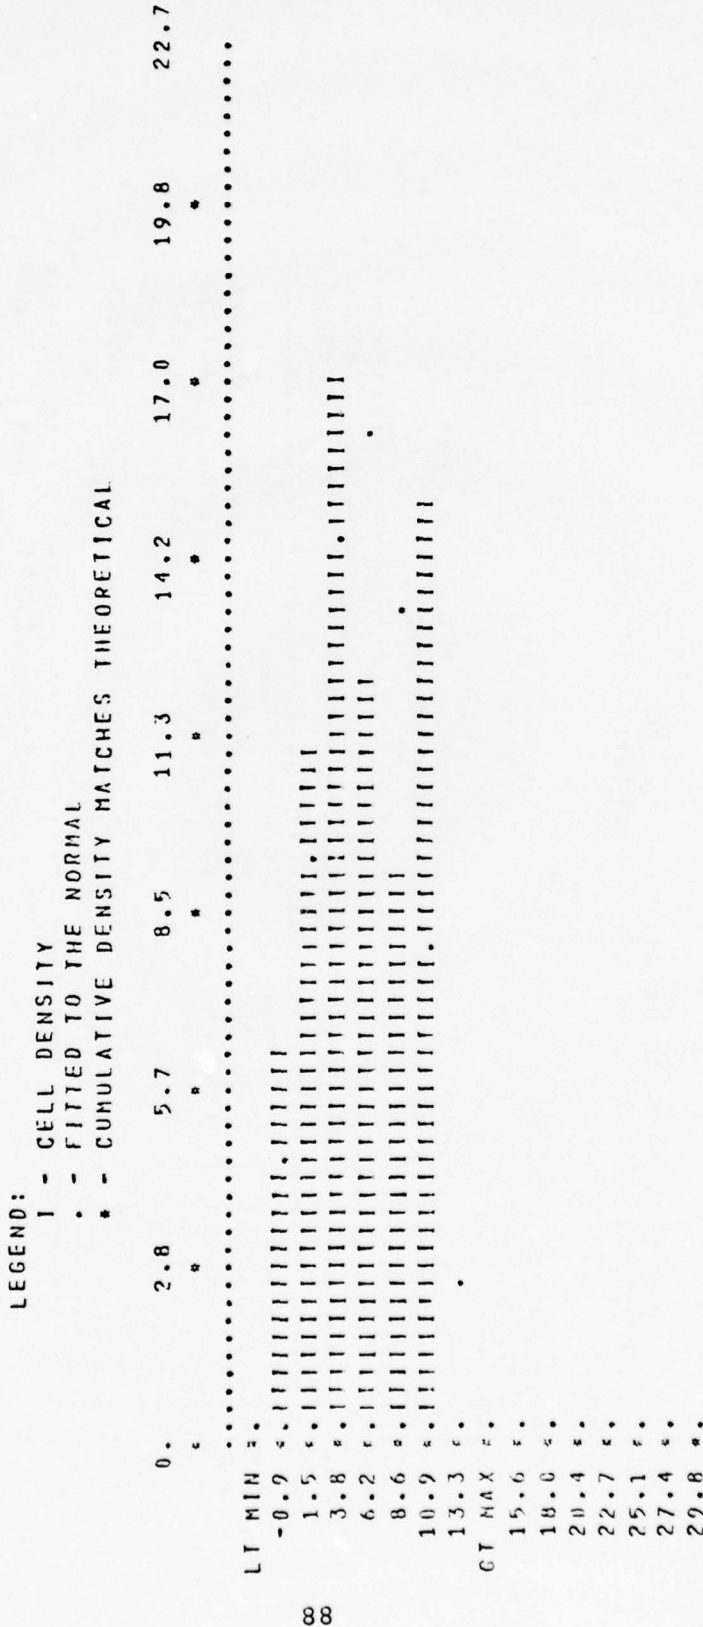 LEGEND:
I - CELL DENSITY
. - FITTED TO THE NORMAL
* - CUMULATIVE DENSITY MATCHES THEORETICAL
0. 2.8 5.7 8.5 11.3 14.2 17.0 19.8 22.7
* * * * * * * *
LT MIN *.
-0.9 *. IIIIIIIIIIIIII.IIIIII
1.5 *.
3.8 *.
6.2 *.
8.6 *.
10.9 *.
13.3 *. .
GT MAX *.
15.6 *.
18.0 *.
20.4 *.
22.7 *.
25.1 *.
27.4 *.
29.8 *.
88